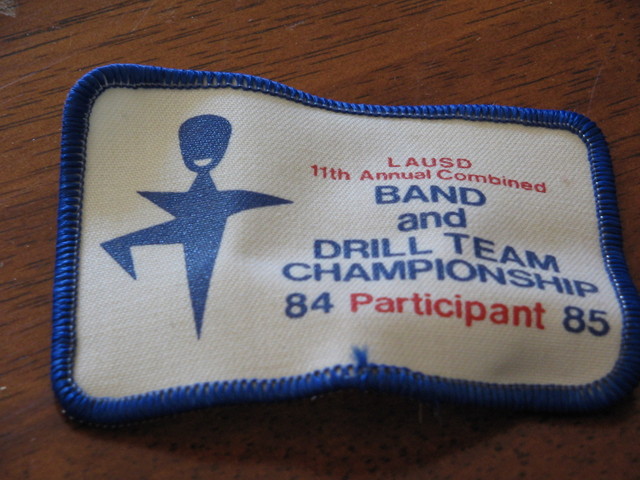 LAUSD
11th Annual Combined
BAND
and
DRILL TEAM
CHAMPIONSHIP
84 Participant 85